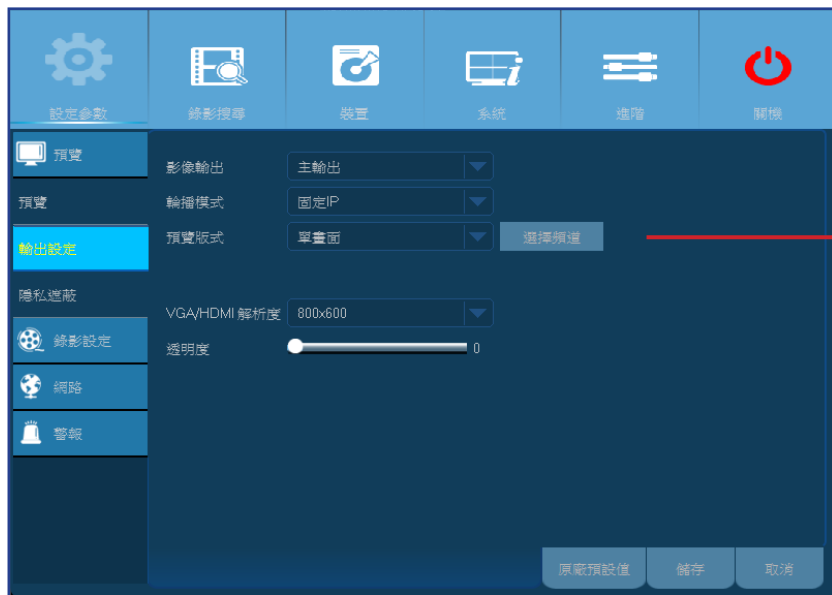 設定參數 錄影搜尋 裝置 系統 進階 關機
預覽
預覽
輸出設定
隱私遮蔽
錄影設定
網路
警報
影像輸出 主輸出
輪播模式 固定IP
預覽版式 單畫面 選擇頻道
VGA/HDMI 解析度 800x600
透明度 0
原廠預設值 儲存 取消